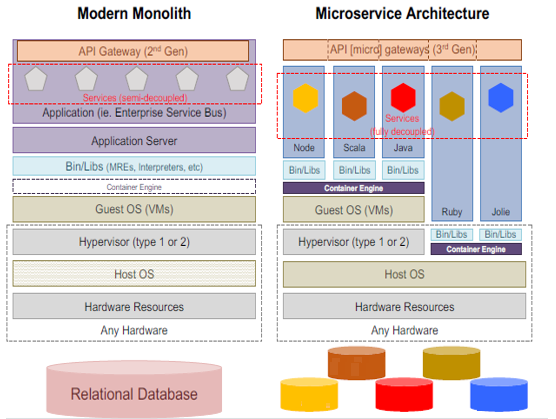 Modern Monolith
API Gateway (2nd Gen)
Services (semi-decoupled)
Application (ie. Enterprise Service Bus)
Application Server
Bin/Libs (MREs, Interpreters, etc)
Container Engine
Guest OS (VMs)
Hypervisor (type 1 or 2)
Host OS
Hardware Resources
Any Hardware
Relational Database
Microservice Architecture
API [micro] gateways (3rd Gen)
Services
(fully decoupled)
Node
Scala
Java
Bin/Libs
Bin/Libs
Bin/Libs
Container Engine
Guest OS (VMs)
Ruby
Jolie
Hypervisor (type 1 or 2)
Bin/Libs
Bin/Libs
Container Engine
Host OS
Hardware Resources
Any Hardware